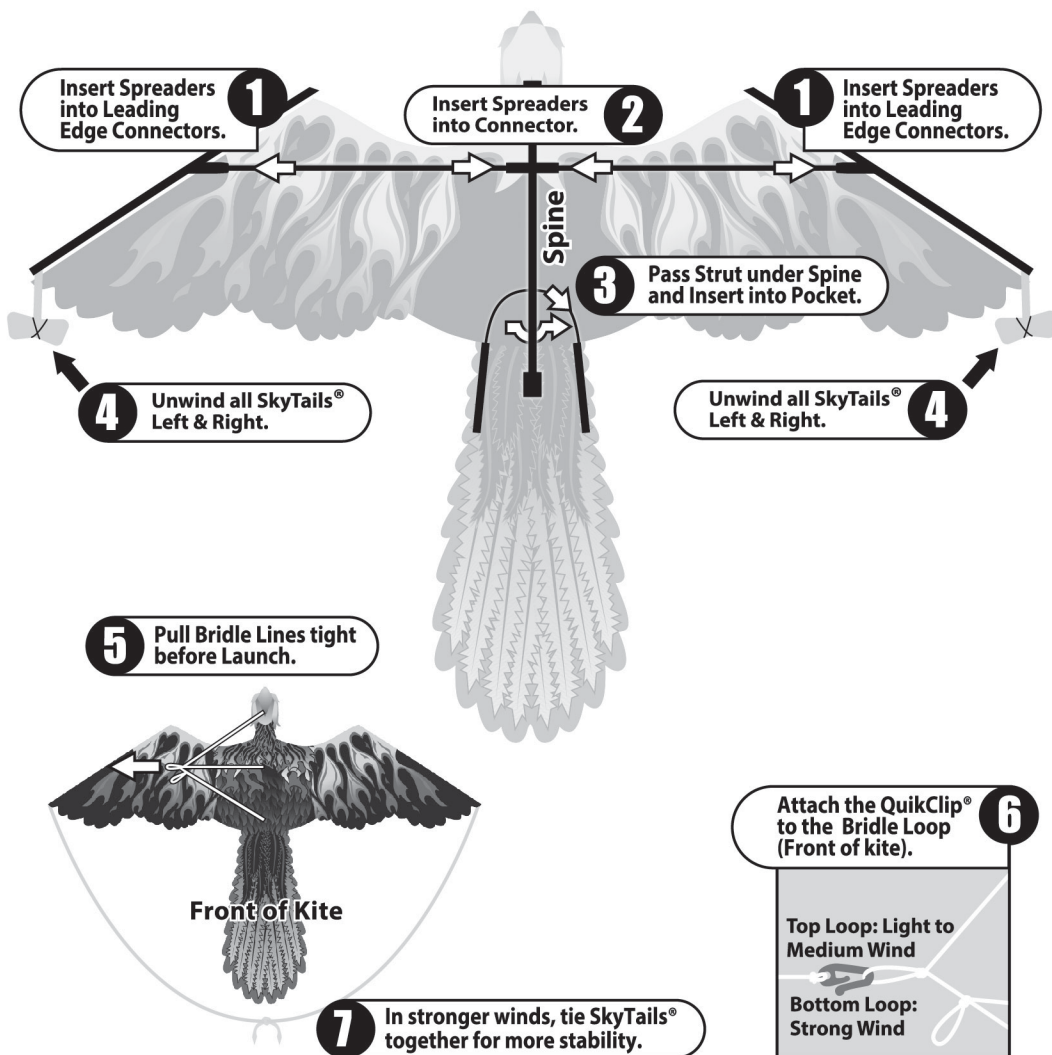 1
Insert Spreaders
into Leading
Edge Connectors.
Insert Spreaders
into Connector.
2
1
Insert Spreaders
into Leading
Edge Connectors.
Spine
3
Pass Strut under Spine
and Insert into Pocket.
4
Unwind all SkyTails®
Left & Right.
Unwind all SkyTails®
Left & Right.
4
5
Pull Bridle Lines tight
before Launch.
Front of Kite
Attach the QuikClip®
to the Bridle Loop
(Front of kite).
6
Top Loop: Light to
Medium Wind
Bottom Loop:
Strong Wind
7
In stronger winds, tie SkyTails®
together for more stability.